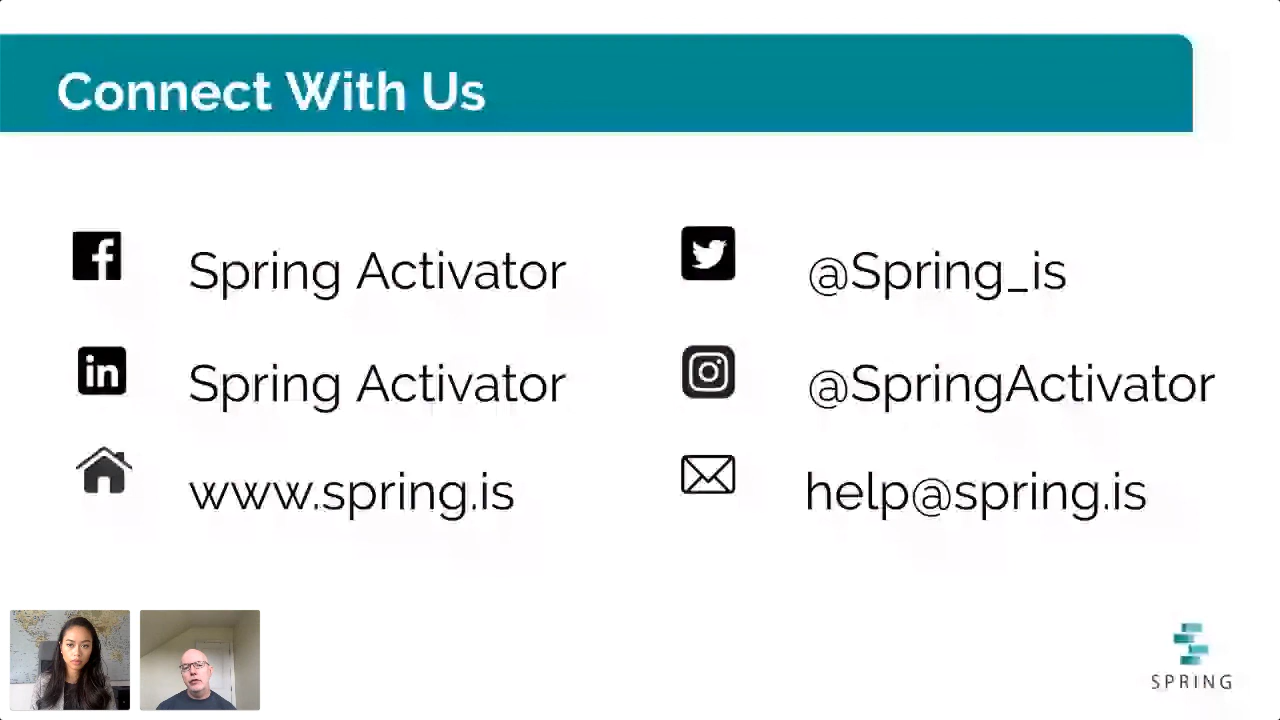 Connect With Us
Spring Activator
@Spring_is
Spring Activator
@SpringActivator
www.spring.is
help@spring.is
SPRING